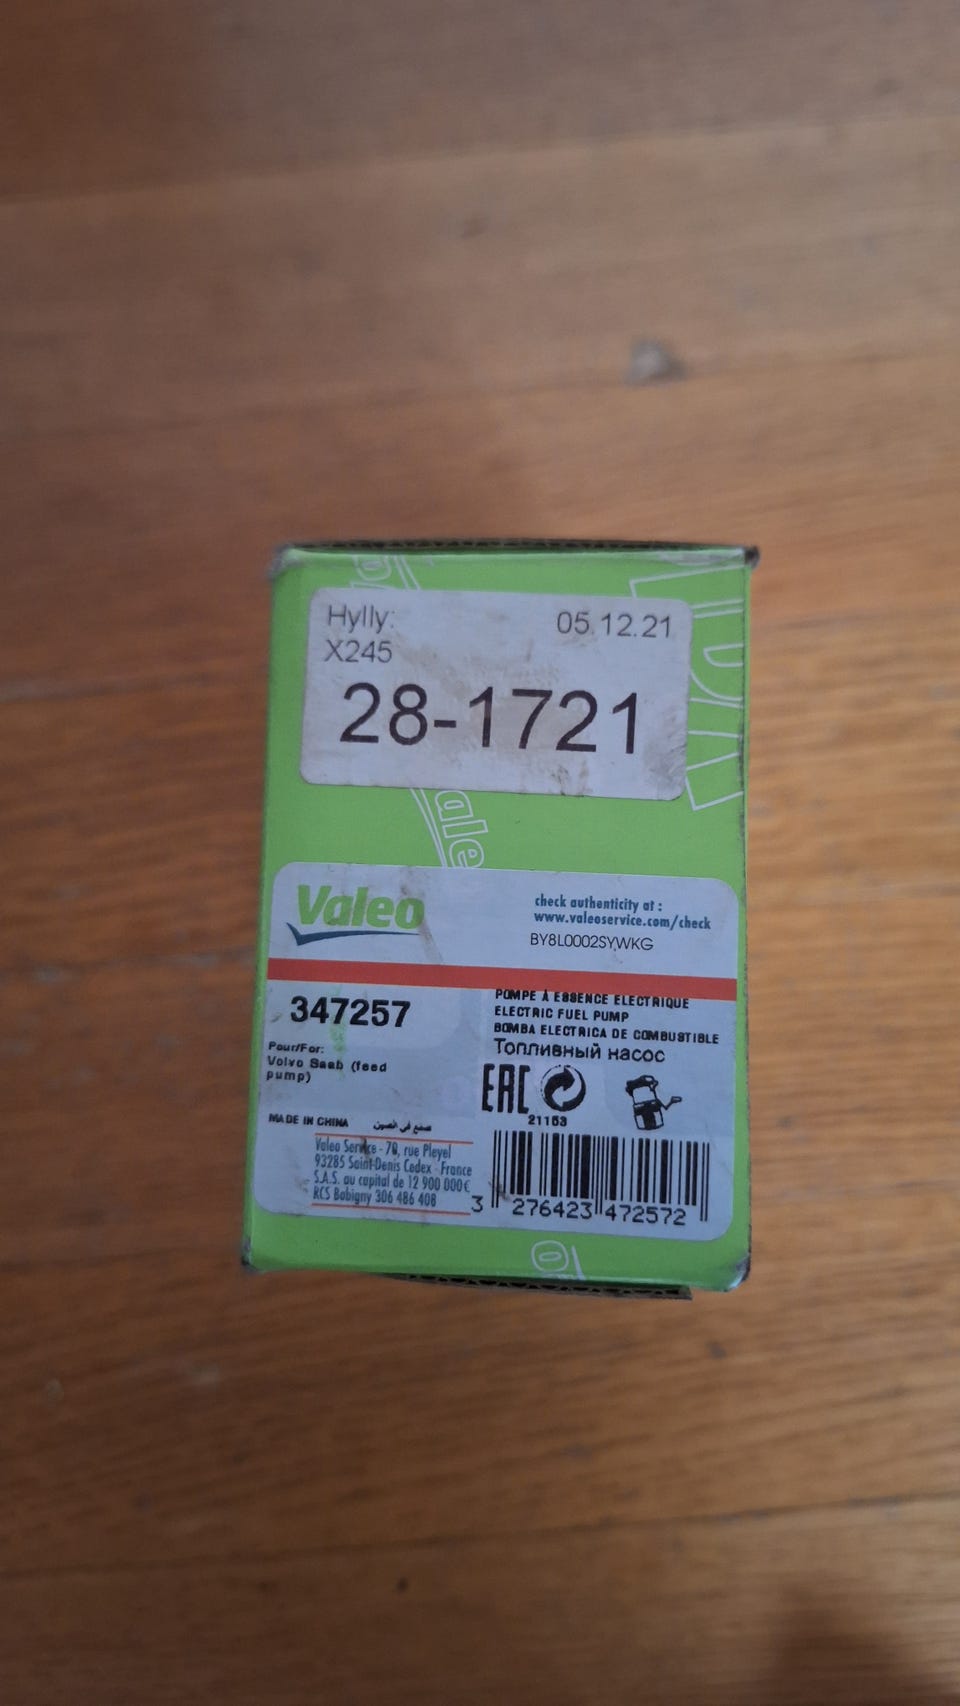 Hylly: 05.12.21
X245
28-1721
ale
Valeo
check authenticity at :
www.valeoservice.com/check
BY8L0002SYWKG
347257
Pour/For:
Volvo Saab (feed
pump)
POMPE À ESSENCE ELECTRIQUE
ELECTRIC FUEL PUMP
BOMBA ELECTRICA DE COMBUSTIBLE
Топливный насос
EAC
21153
MADE IN CHINA صنع في الصين
Valeo Service - 70, rue Pleyel
93285 Saint-Denis Cedex - France
S.A.S. au capital de 12 900 000€
RCS Bobigny 306 486 408
3 276423 472572